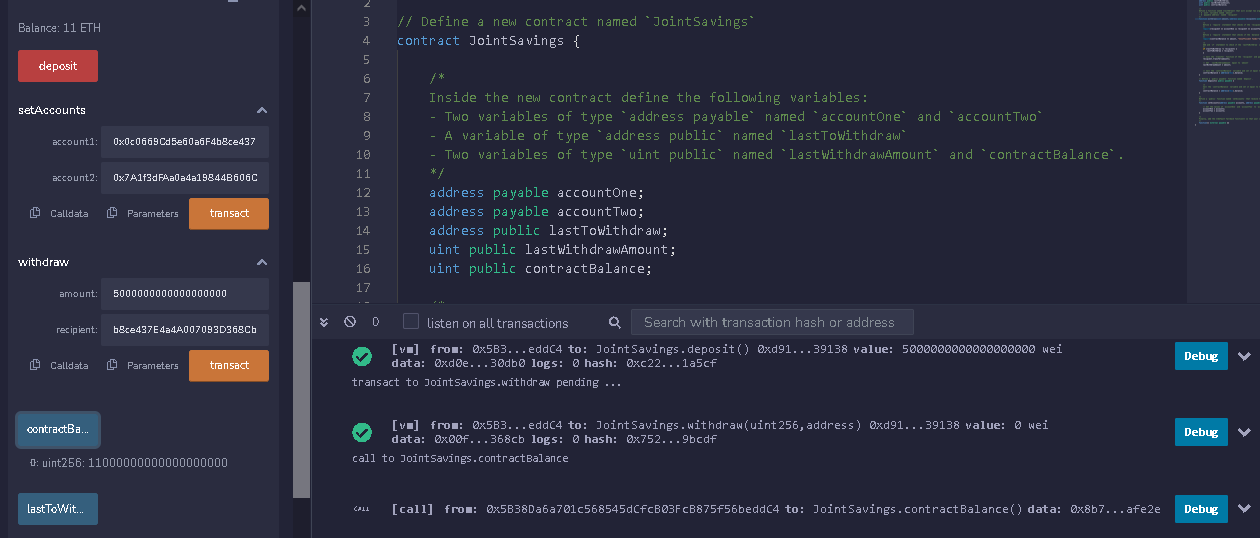 Balance: 11 ETH
deposit
setAccounts
account1: 0x0c0669Cd5e60a6F4b8ce437
account2: 0x7A1f3dFAa0a4a19844B606C
Calldata Parameters transact
withdraw
amount: 5000000000000000000
recipient: b8ce437E4a4A007093D368Cb
Calldata Parameters transact
contractBa...
0: uint256: 11000000000000000000
lastToWit...
2
3 // Define a new contract named `JointSavings`
4 contract JointSavings {
5
6 /*
7 Inside the new contract define the following variables:
8 - Two variables of type `address payable` named `accountOne` and `accountTwo`
9 - A variable of type `address public` named `lastToWithdraw`
10 - Two variables of type `uint public` named `lastWithdrawAmount` and `contractBalance`.
11 */
12 address payable accountOne;
13 address payable accountTwo;
14 address public lastToWithdraw;
15 uint public lastWithdrawAmount;
16 uint public contractBalance;
17
0 listen on all transactions Search with transaction hash or address
[vm] from: 0x5B3...eddC4 to: JointSavings.deposit() 0xd91...39138 value: 5000000000000000000 wei
data: 0xd0e...30db0 logs: 0 hash: 0xc22...1a5cf
Debug
transact to JointSavings.withdraw pending ...
[vm] from: 0x5B3...eddC4 to: JointSavings.withdraw(uint256,address) 0xd91...39138 value: 0 wei
data: 0x00f...368cb logs: 0 hash: 0x752...9bcdf
Debug
call to JointSavings.contractBalance
CALL [call] from: 0x5B38Da6a701c568545dCfcB03FcB875f56beddC4 to: JointSavings.contractBalance() data: 0x8b7...afe2e
Debug